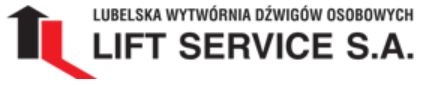 LUBELSKA WYTWÓRNIA DŹWIGÓW OSOBOWYCH
LIFT SERVICE S.A.